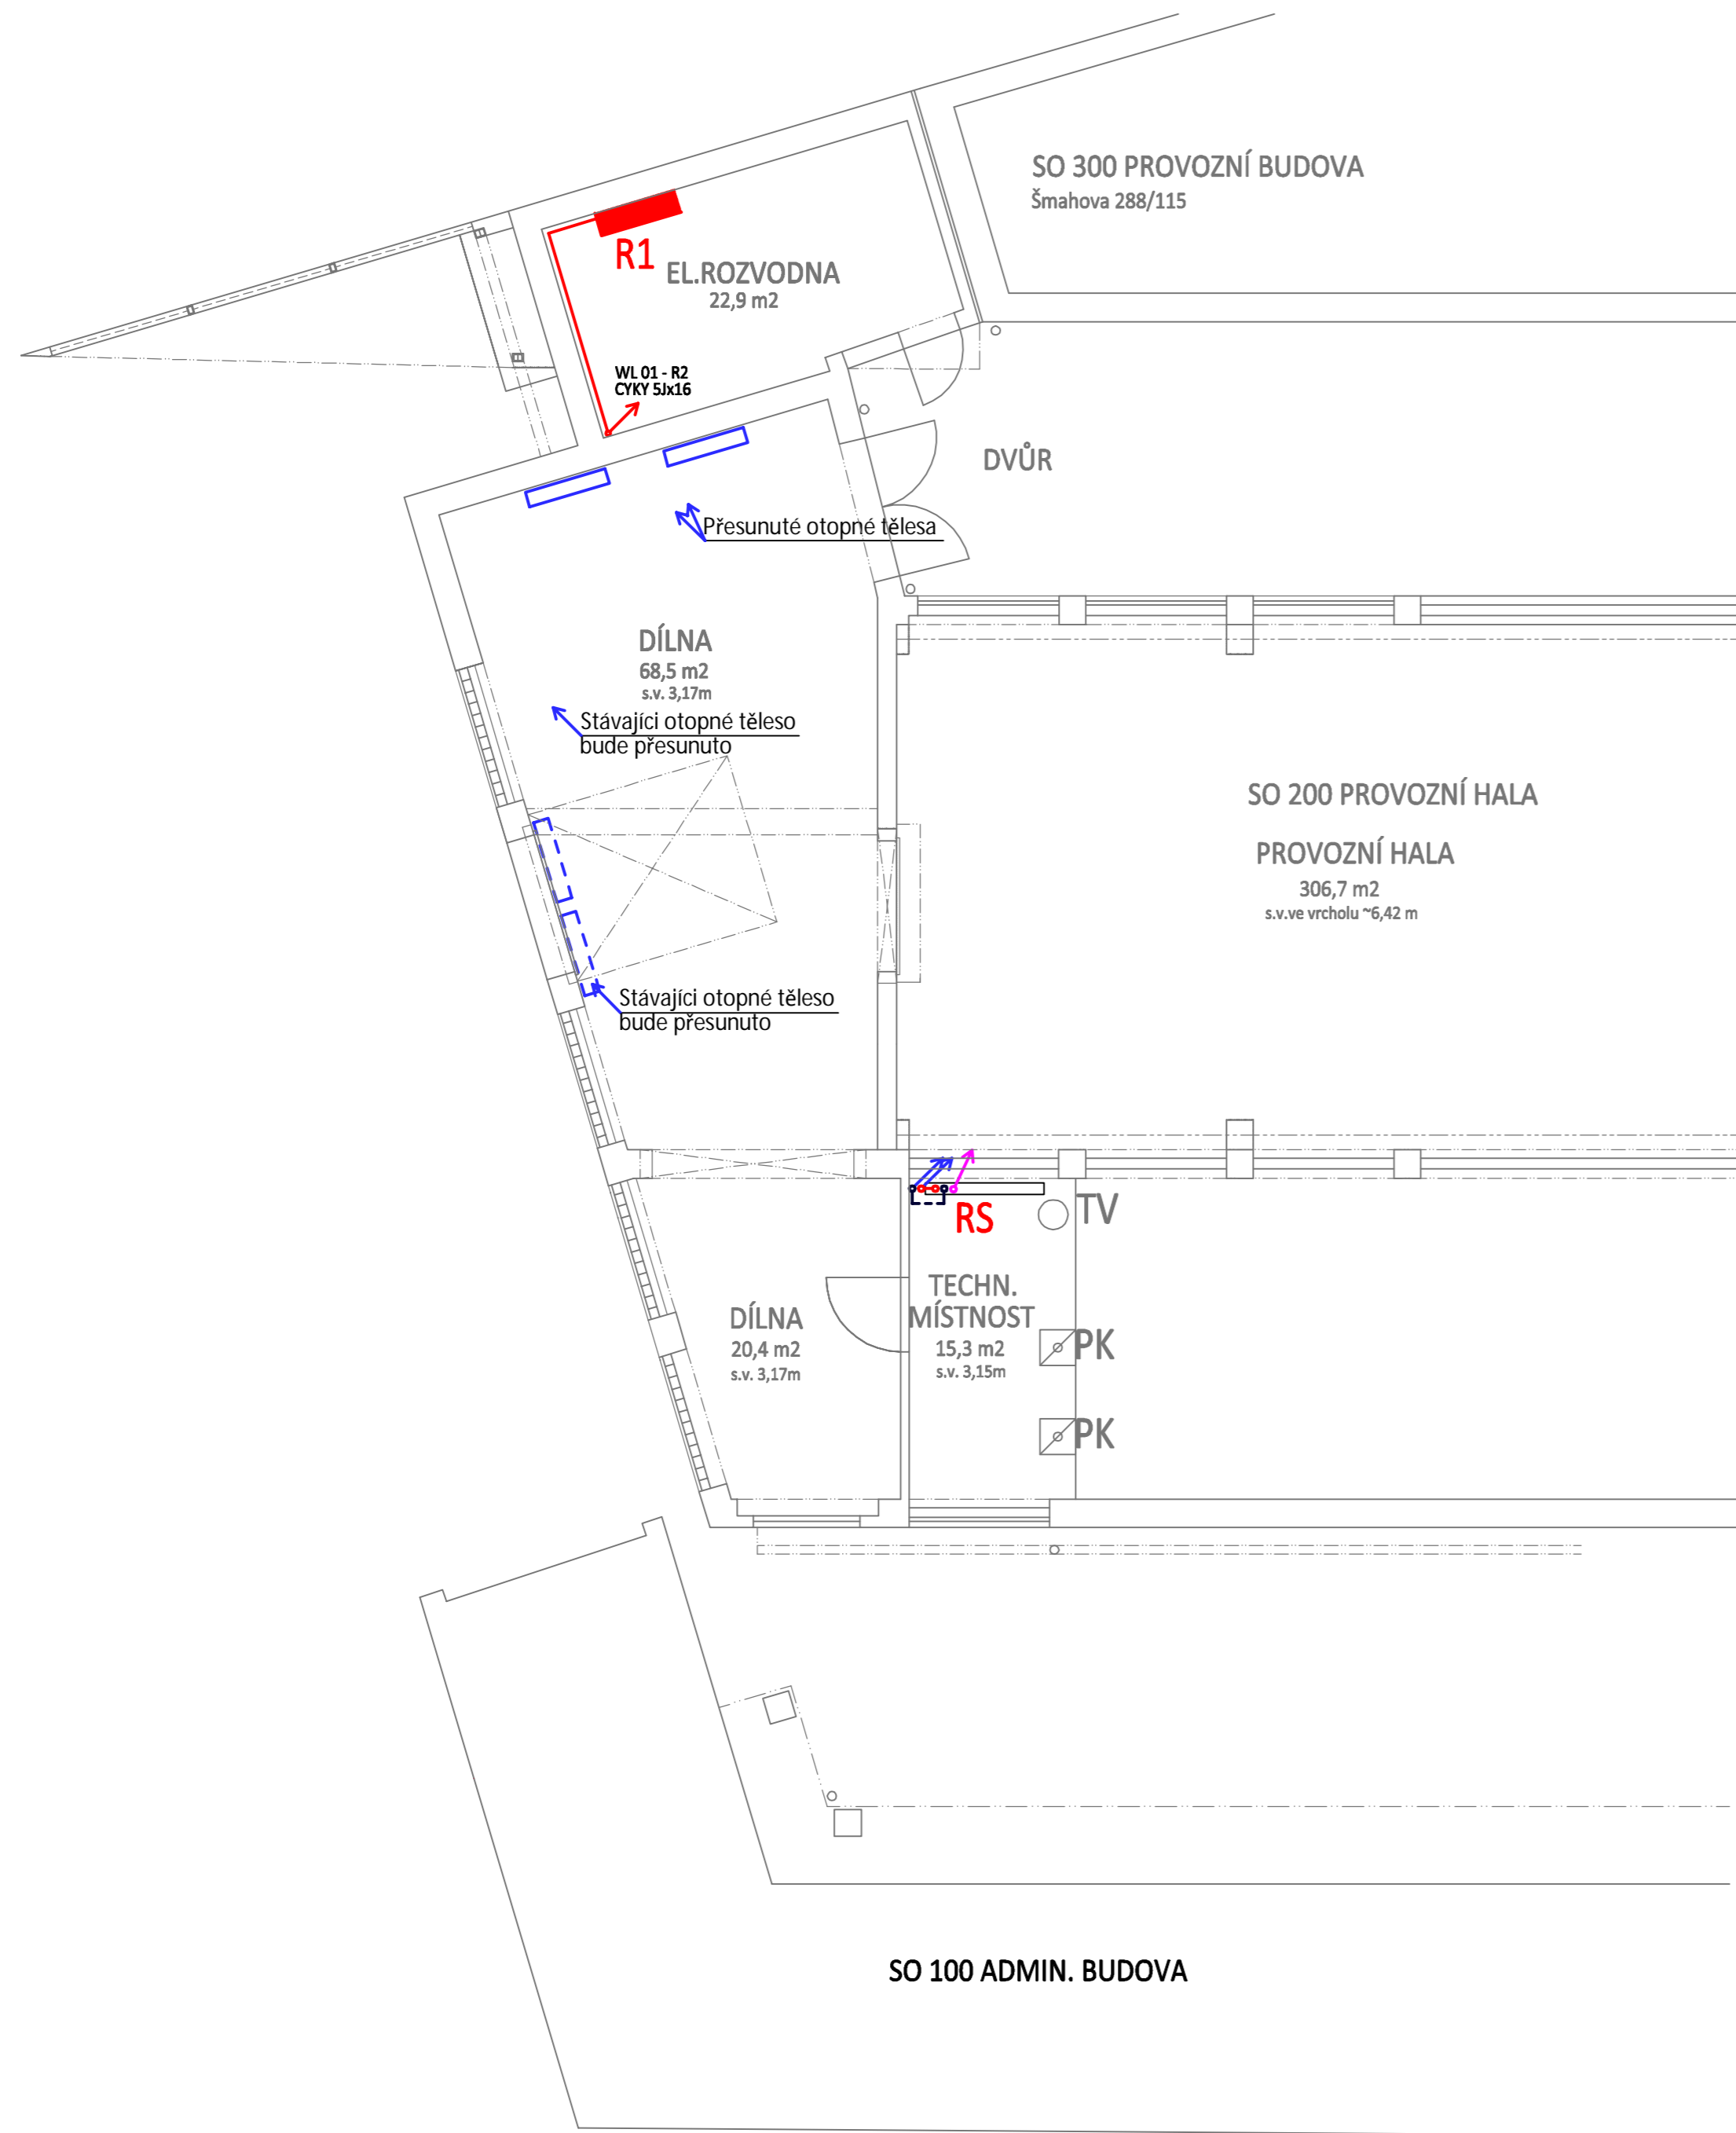 SO 300 PROVOZNÍ BUDOVA
Šmahova 288/115
R1
EL.ROZVODNA
22,9 m2
WL 01 - R2
CYKY 5Jx16
DVŮR
Přesunuté otopné tělesa
DÍLNA
68,5 m2
s.v. 3,17m
Stávajíci otopné těleso
bude přesunuto
SO 200 PROVOZNÍ HALA
PROVOZNÍ HALA
306,7 m2
s.v.ve vrcholu ~6,42 m
Stávajíci otopné těleso
bude přesunuto
RS
TV
TECHN.
MÍSTNOST
15,3 m2
s.v. 3,15m
DÍLNA
20,4 m2
s.v. 3,17m
PK
PK
SO 100 ADMIN. BUDOVA